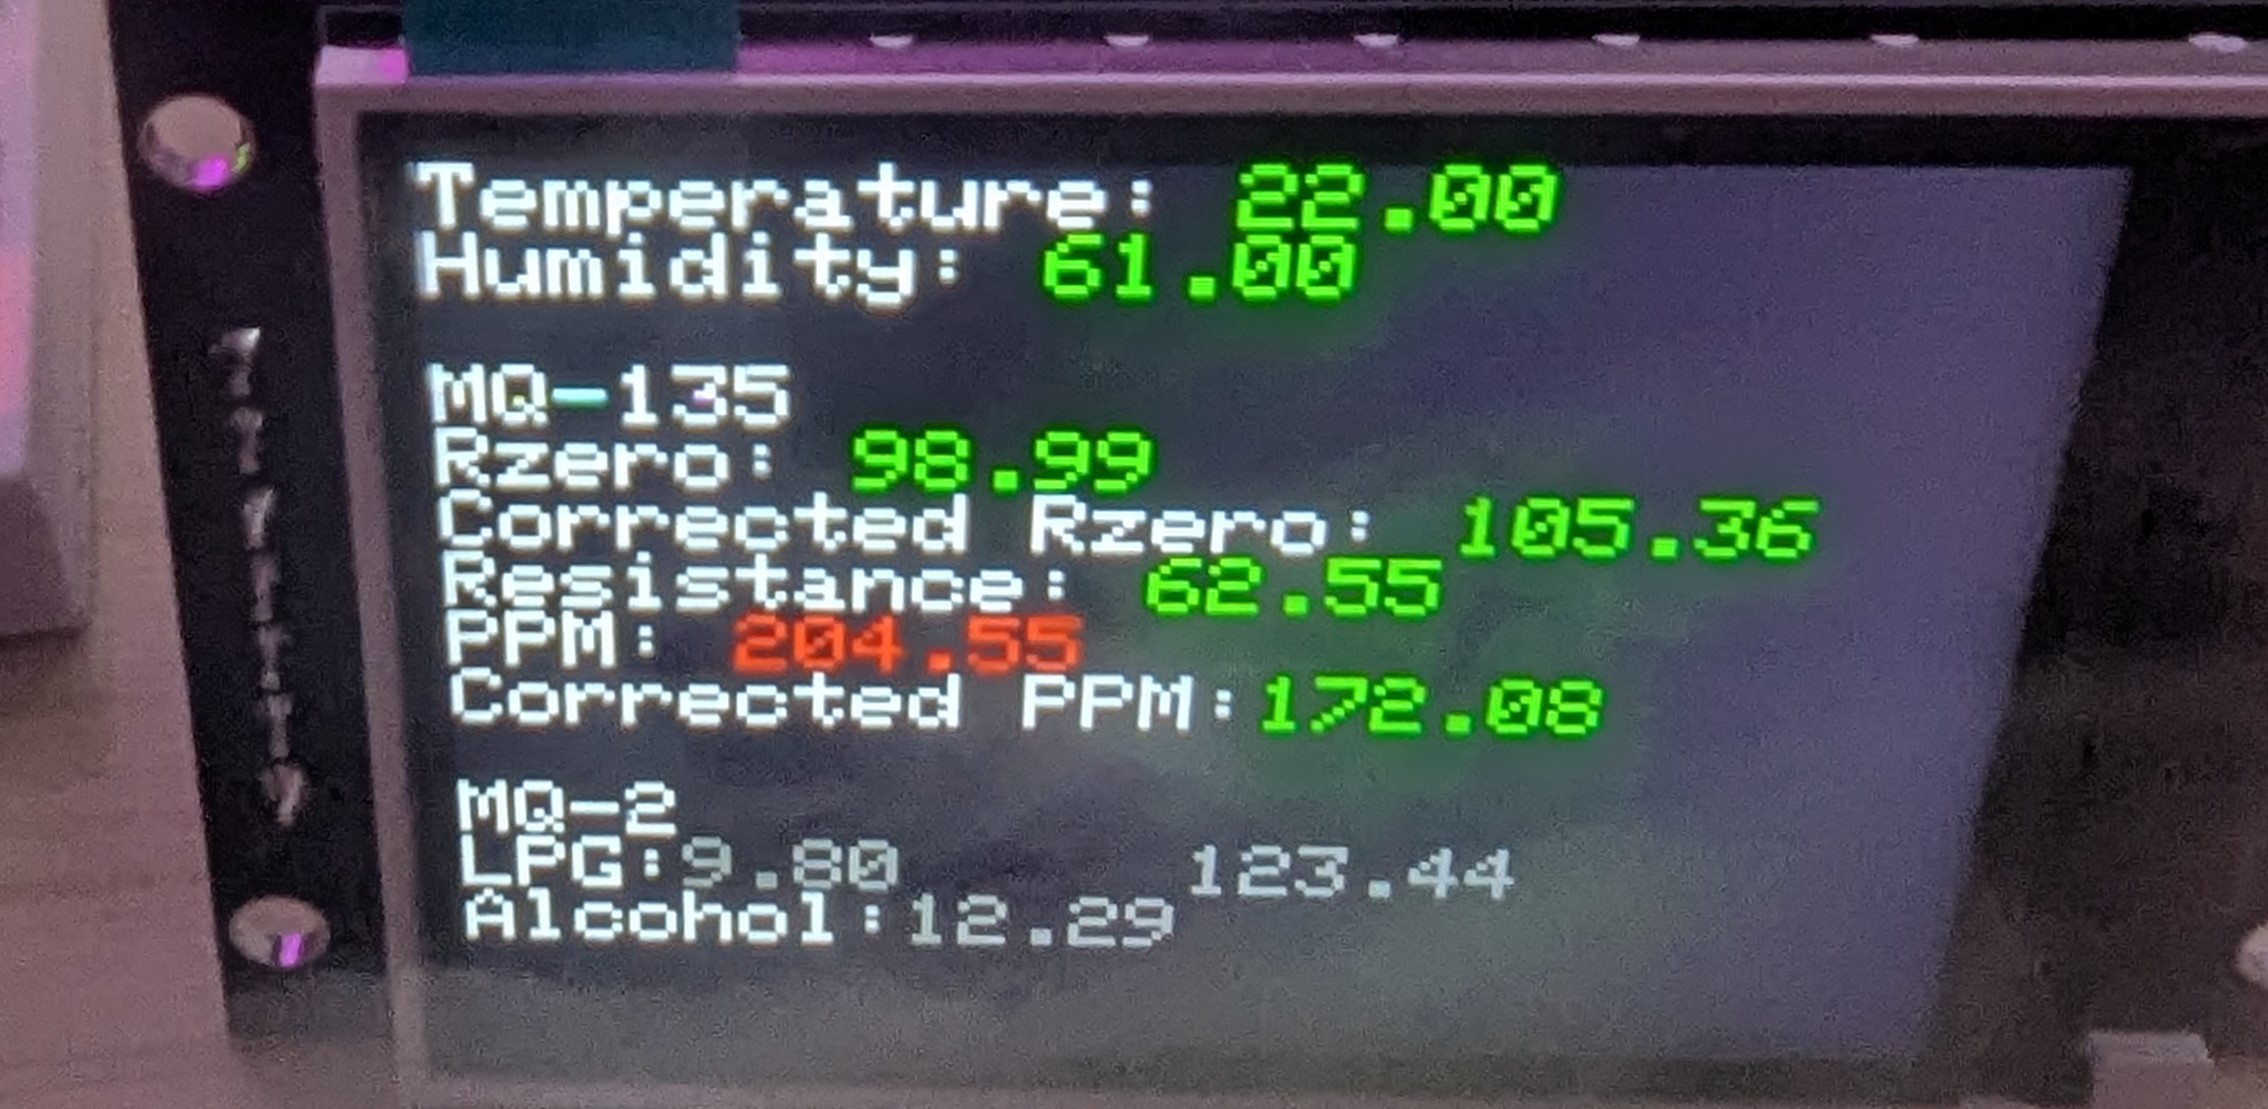 Temperature: 22.00
Humidity: 61.00
MQ-135
Rzero: 98.99
Corrected Rzero: 105.36
Resistance: 62.55
PPM: 204.55
Corrected PPM:172.08
MQ-2
LPG:9.80 123.44
Alcohol:12.29